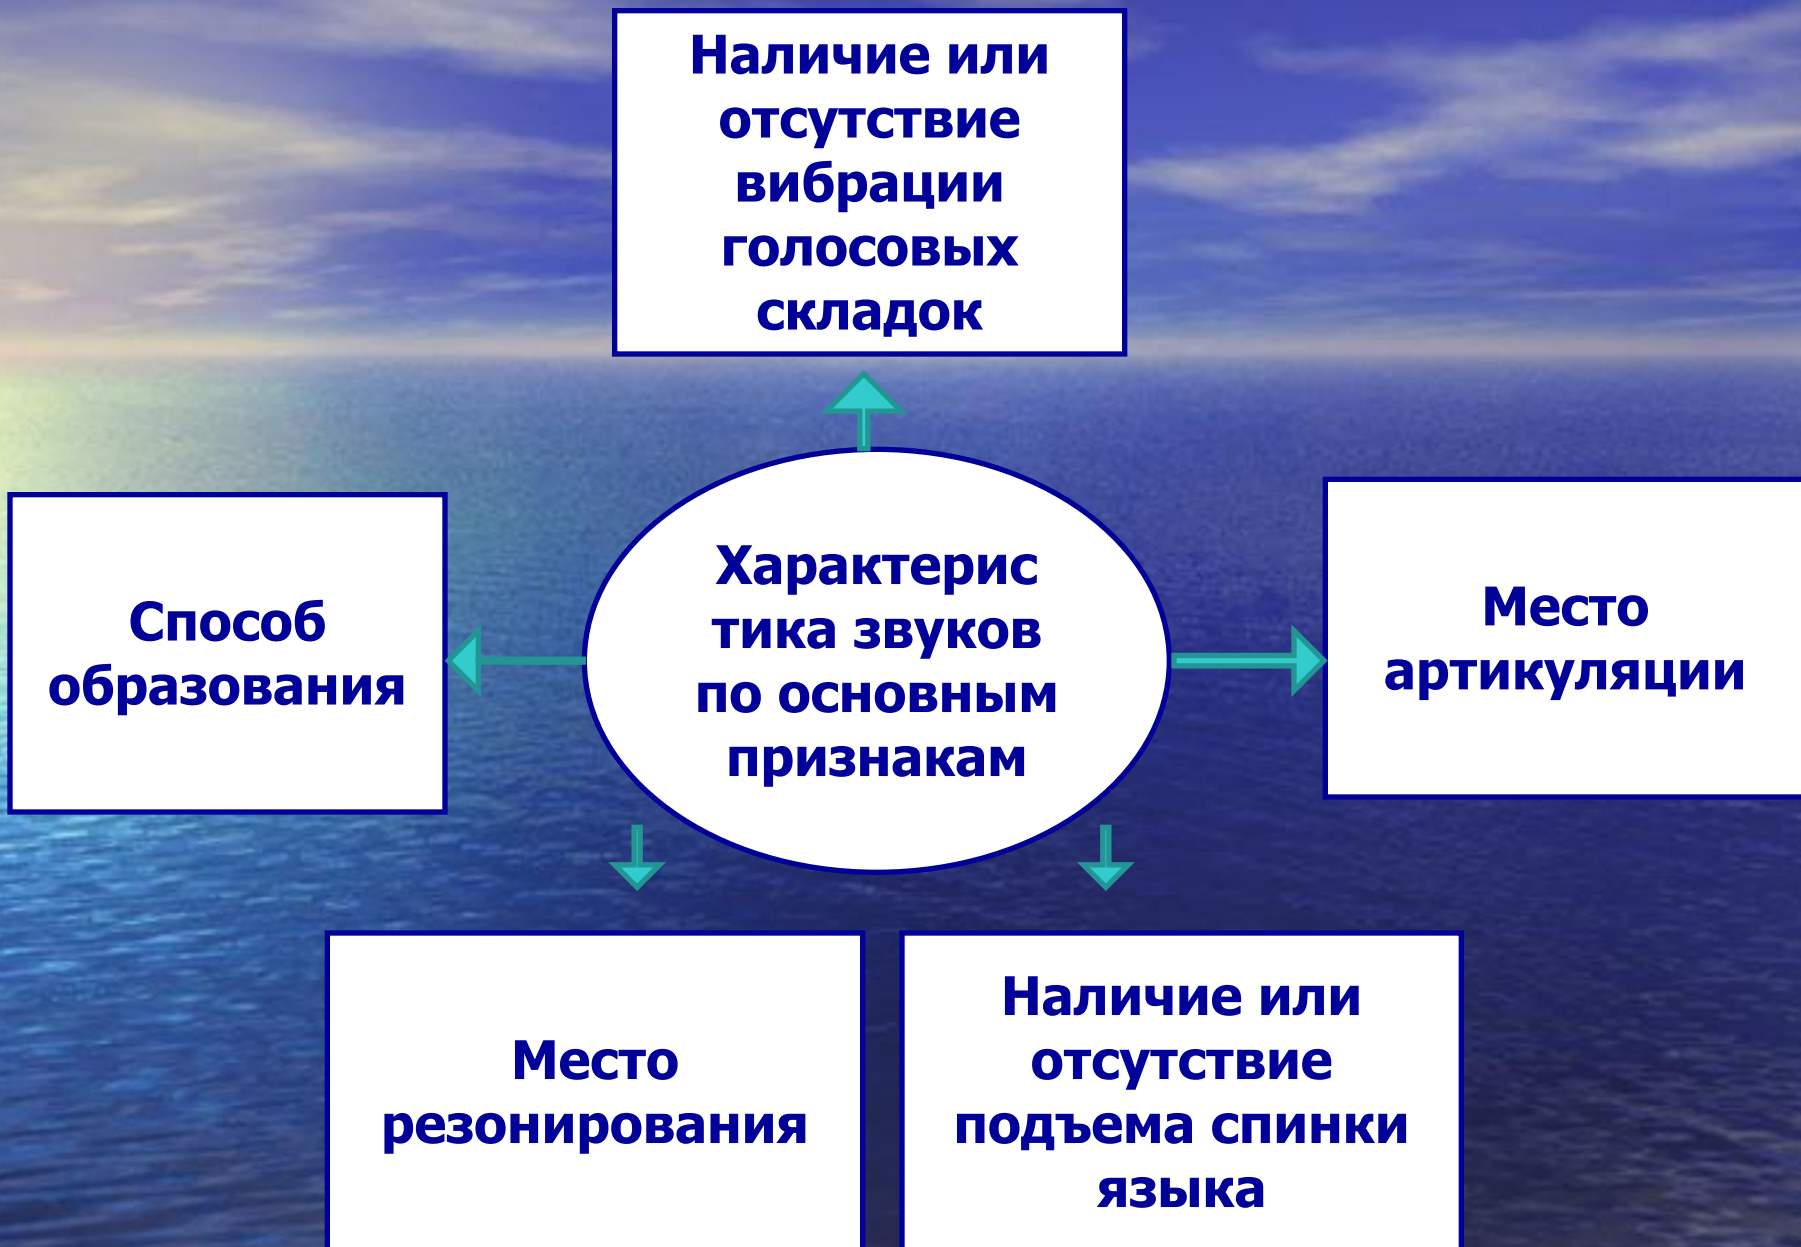 Наличие или
отсутствие
вибрации
голосовых
складок
Способ
образования
Характерис
тика звуков
по основным
признакам
Место
артикуляции
Место
резонирования
Наличие или
отсутствие
подъема спинки
языка